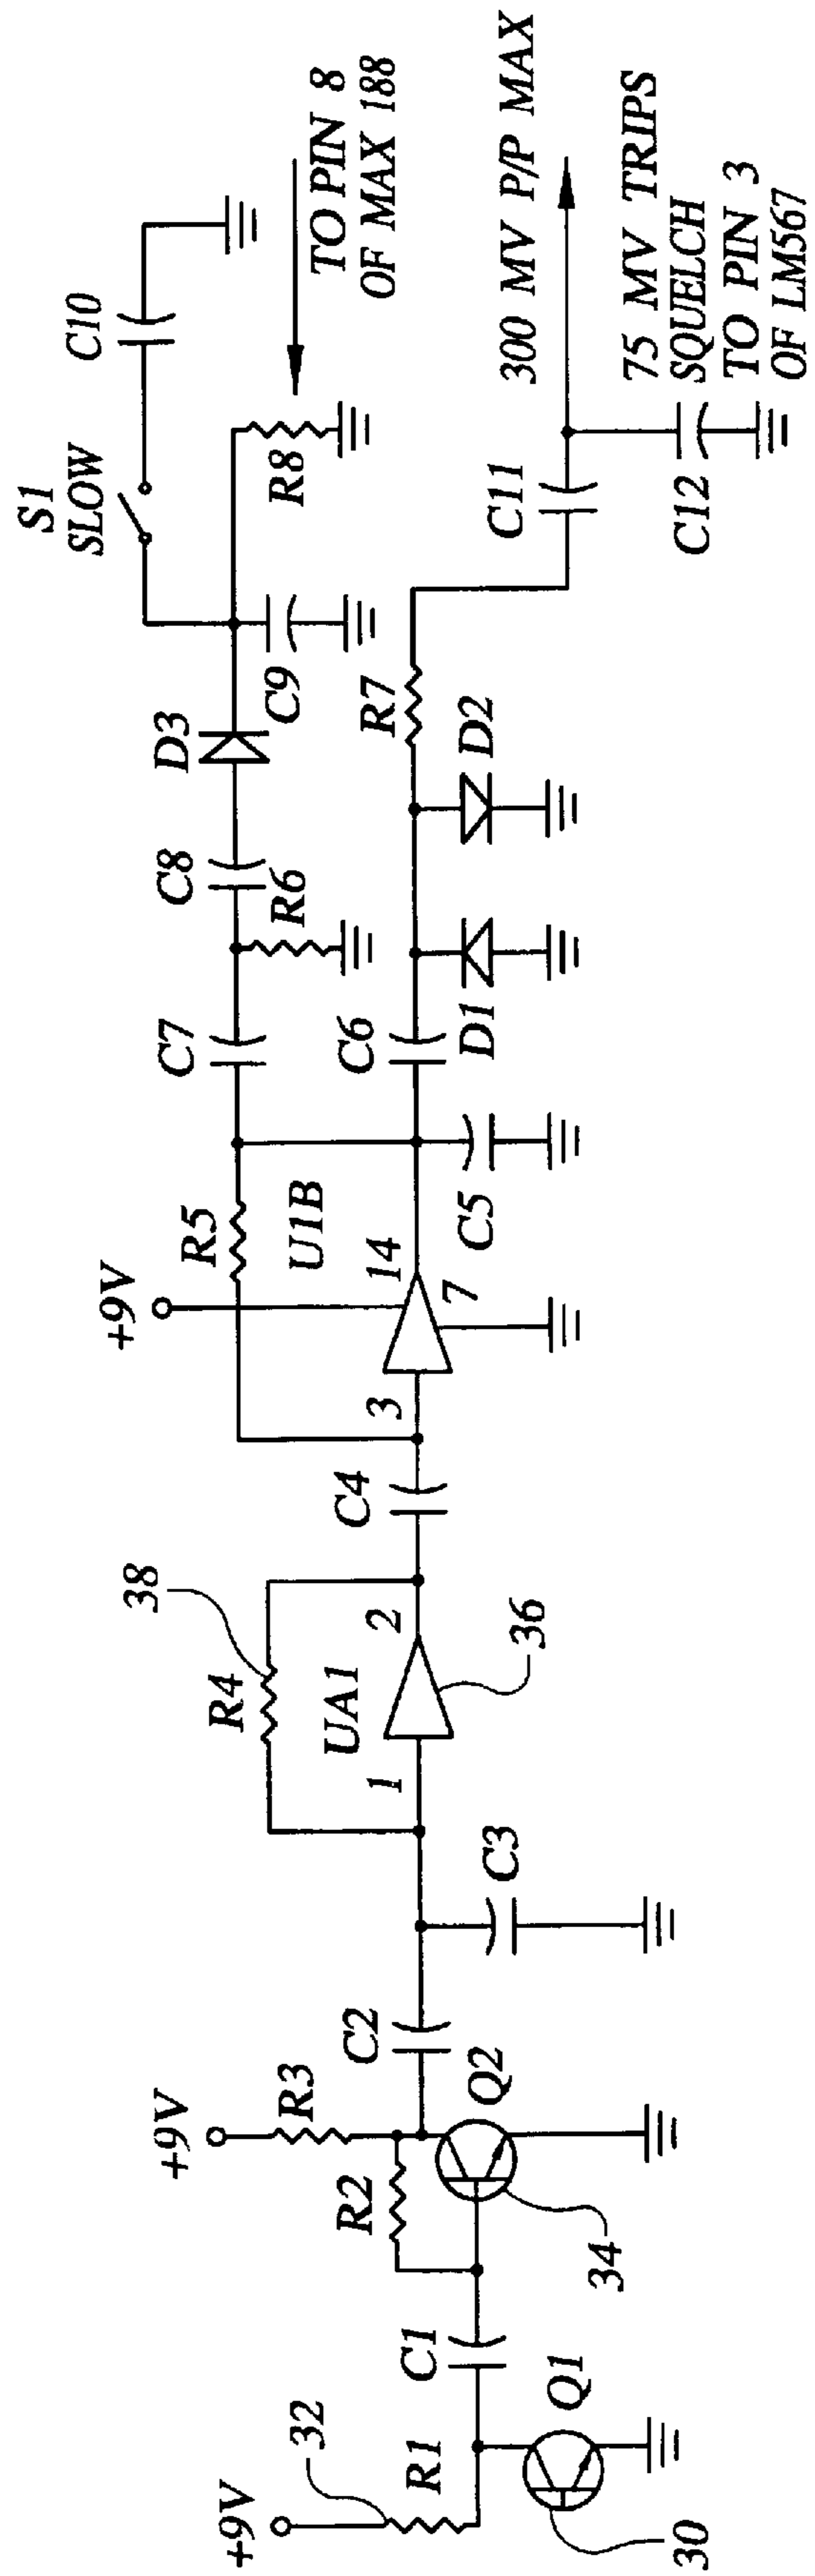 +9V
32
R1
C1
Q1
30
+9V
R3
R2
C2
Q2
34
C3
R4
38
UA1
1
2
36
C4
+9V
R5
U1B
3
14
7
C5
C7
C6
D1
R6
C8
D3
D2
R7
C9
S1
SLOW
C10
R8
TO PIN 8
OF MAX 188
C11
C12
300 MV P/P MAX
75 MV TRIPS
SQUELCH
TO PIN 3
OF LM567